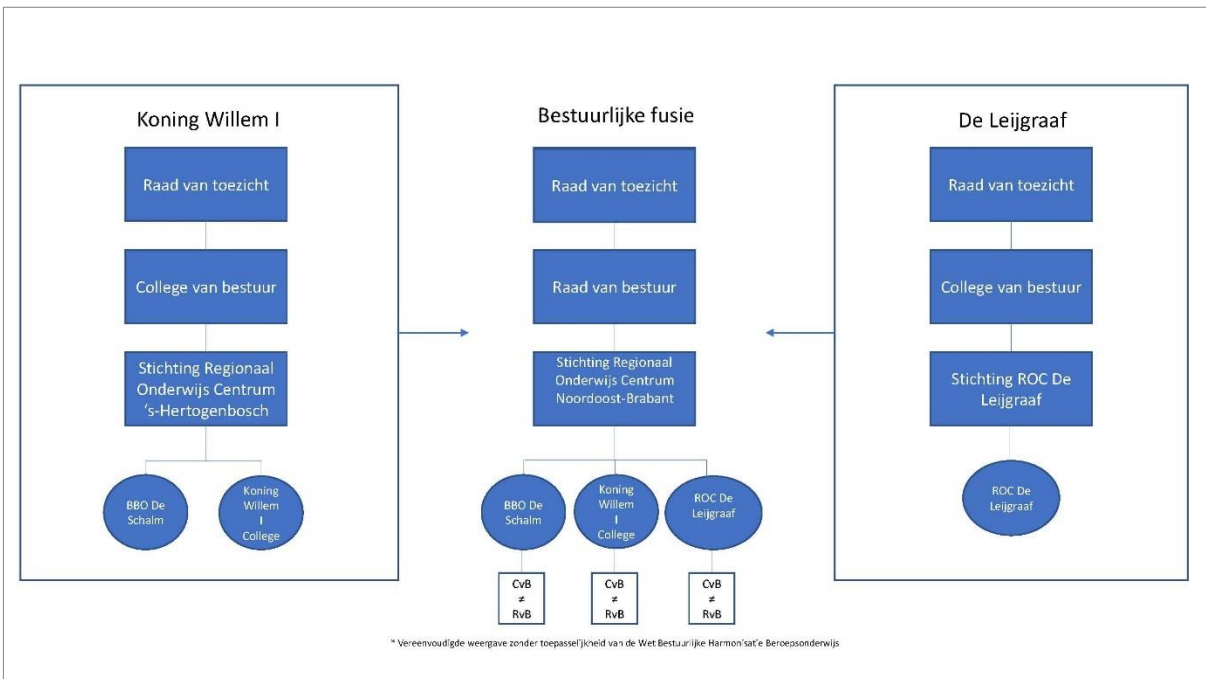 Koning Willem I
Raad van toezicht
College van bestuur
Stichting Regionaal
Onderwijs Centrum
's-Hertogenbosch
BBO De
Schalm
Koning
Willem
I
College
Bestuurlijke fusie
Raad van toezicht
Raad van bestuur
Stichting Regionaal
Onderwijs Centrum
Noordoost-Brabant
BBO De
Schalm
Koning
Willem
I
College
ROC De
Leijgraaf
CvB
≠
RvB
CvB
≠
RvB
CvB
≠
RvB
De Leijgraaf
Raad van toezicht
College van bestuur
Stichting ROC De
Leijgraaf
ROC De
Leijgraaf
* Vereenvoudigde weergave zonder toepasselijkheid van de Wet Bestuurlijke Harmonisatie Beroepsonderwijs